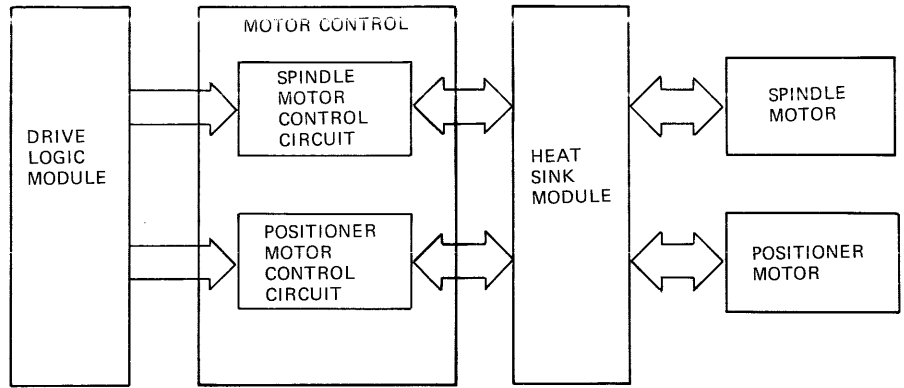 MOTOR CONTROL
SPINDLE
MOTOR
CONTROL
CIRCUIT
DRIVE
LOGIC
MODULE
POSITIONER
MOTOR
CONTROL
CIRCUIT
HEAT
SINK
MODULE
SPINDLE
MOTOR
POSITIONER
MOTOR